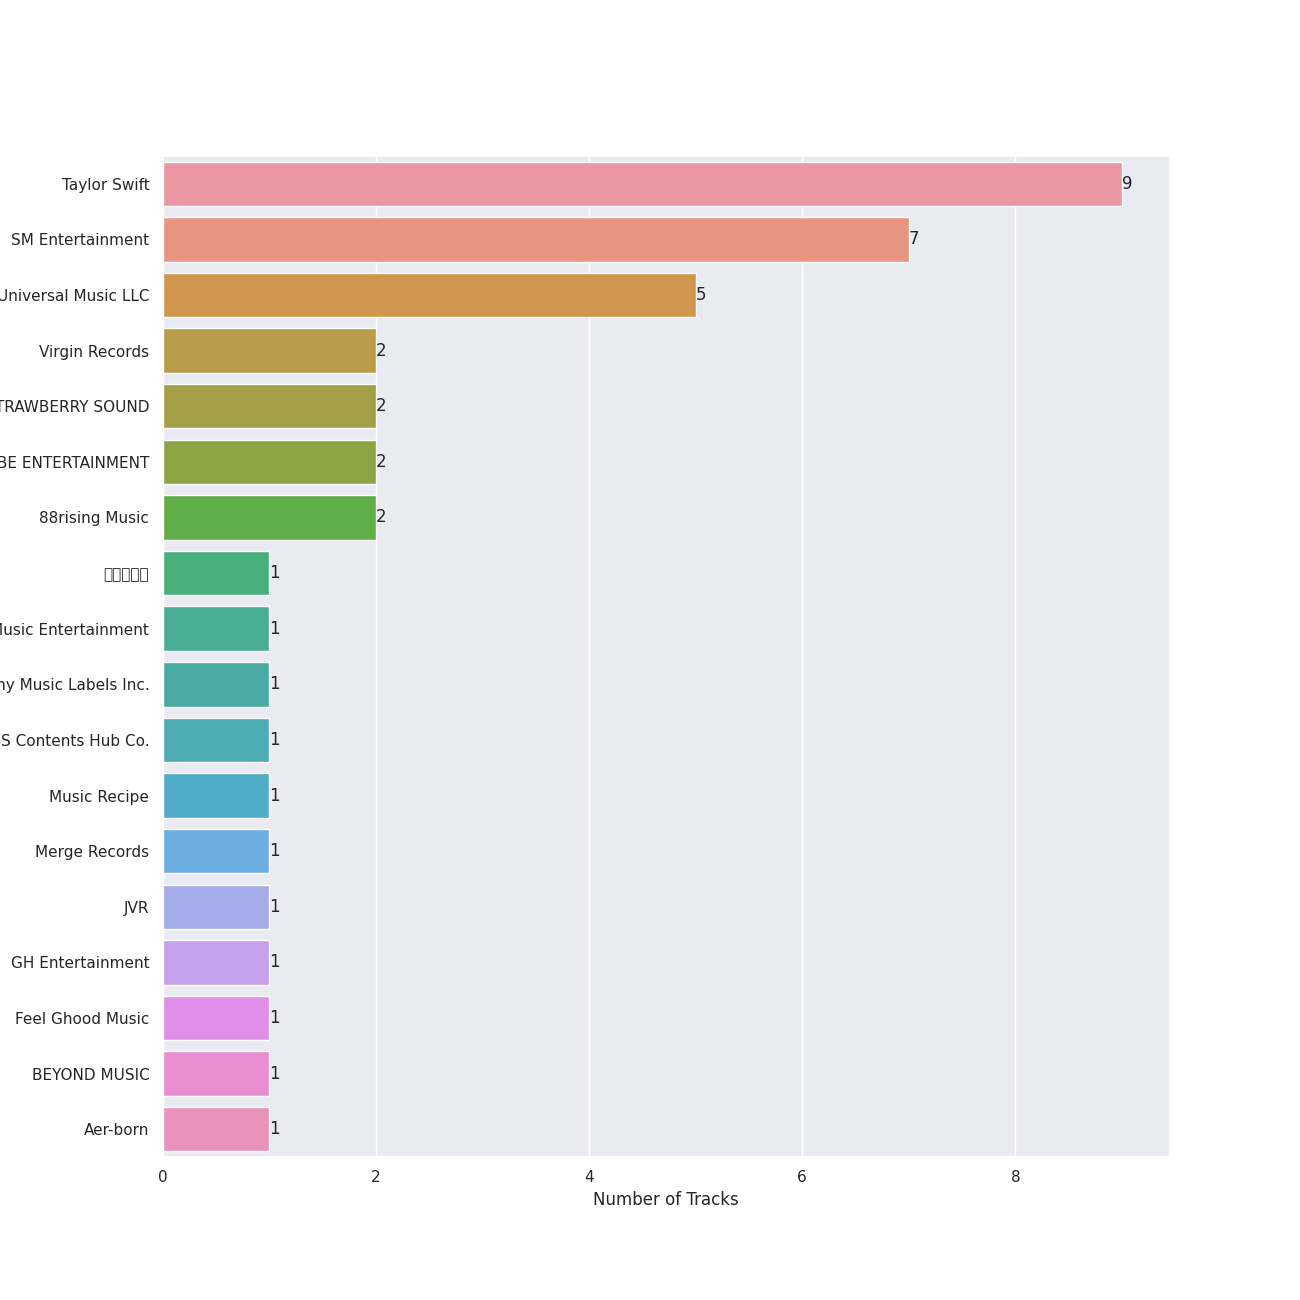 Taylor Swift 9
SM Entertainment 7
Universal Music LLC 5
Virgin Records 2
TRAWBERRY SOUND 2
BE ENTERTAINMENT 2
88rising Music 2
1
Music Entertainment 1
ny Music Labels Inc. 1
S Contents Hub Co. 1
Music Recipe 1
Merge Records 1
JVR 1
GH Entertainment 1
Feel Ghood Music 1
BEYOND MUSIC 1
Aer-born 1
0 2 4 6 8
Number of Tracks